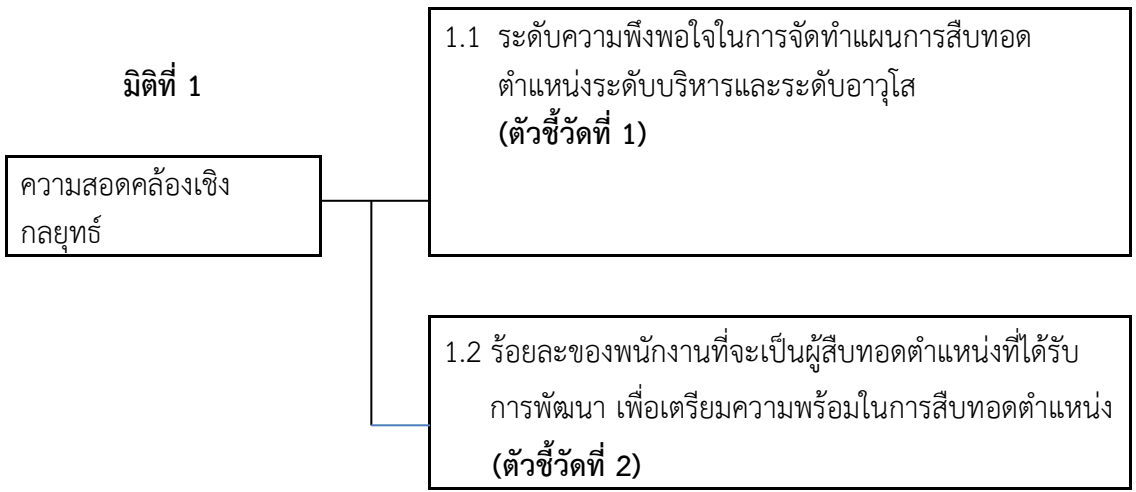 มิติที่ 1
ความสอดคล้องเชิง
กลยุทธ์
1.1 ระดับความพึงพอใจในการจัดทำแผนการสืบทอด
ตำแหน่งระดับบริหารและระดับอาวุโส
(ตัวชี้วัดที่ 1)
1.2 ร้อยละของพนักงานที่จะเป็นผู้สืบทอดตำแหน่งที่ได้รับ
การพัฒนา เพื่อเตรียมความพร้อมในการสืบทอดตำแหน่ง
(ตัวชี้วัดที่ 2)